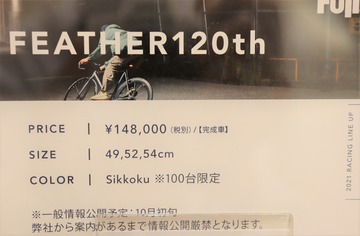 Fuji
FEATHER120th
PRICE | ¥148,000 (税別) /【完成車】
SIZE | 49,52,54cm
COLOR | Sikkoku ※100台限定
※一般情報公開予定：10月初旬
弊社から案内があるまで情報公開厳禁となります。
2021 RACING LINE UP